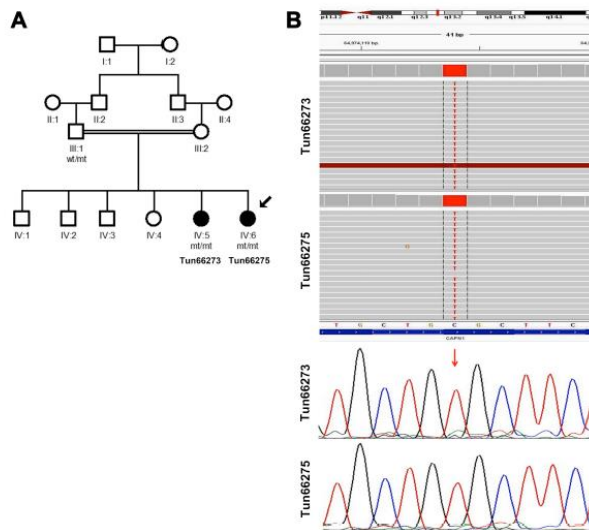 A
I:1
I:2
II:1
II:2
II:3
II:4
III:1
wt/mt
III:2
IV:1
IV:2
IV:3
IV:4
IV:5
mt/mt
Tun66273
IV:6
mt/mt
Tun66275
B
41 bp
Tun66273
Tun66275
T G C T G C G C T T C
Tun66273
Tun66275